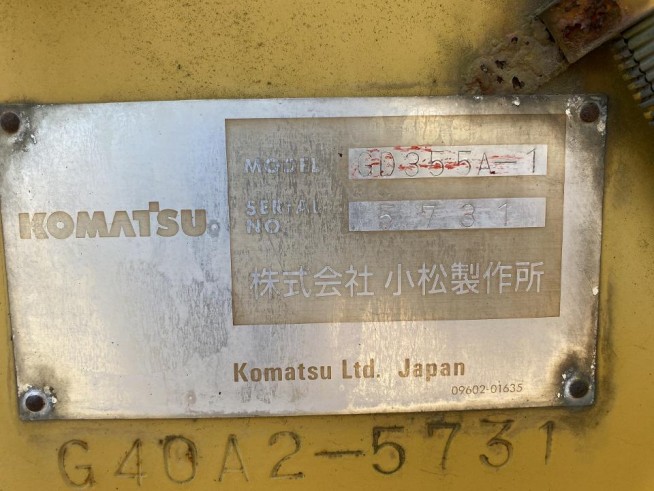 MODEL GD355A-1
KOMATSU
SERIAL NO. 5731
株式会社 小松製作所
Komatsu Ltd. Japan
09602-01635
G40A2-5731